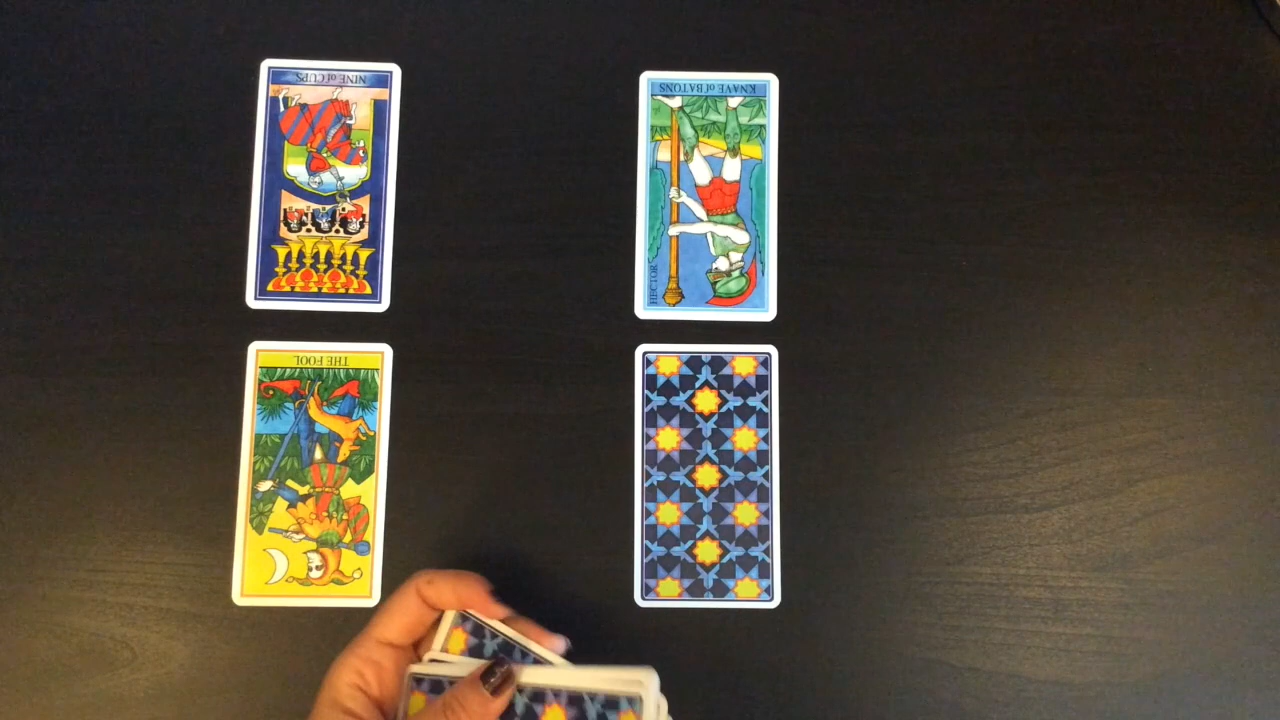 NINE of CUPS
KNAVE of BATONS
HECTOR
THE FOOL